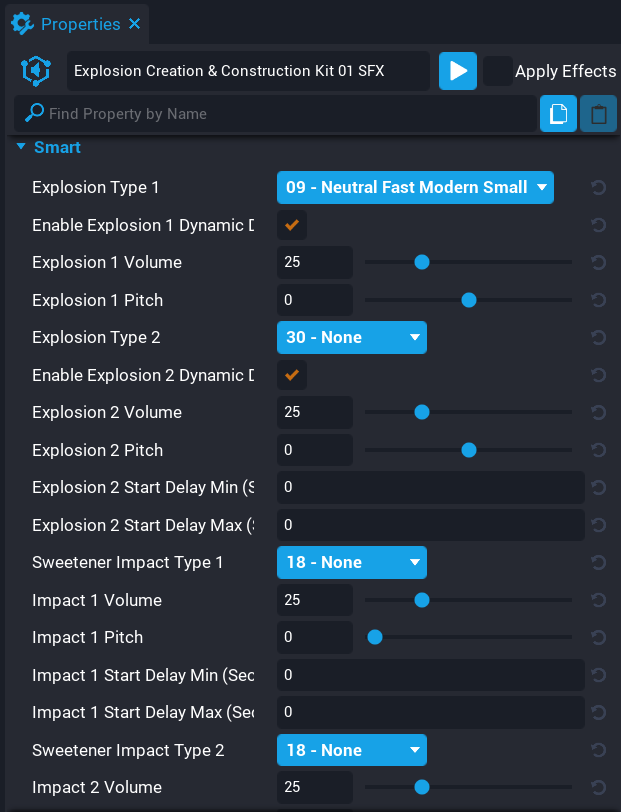 Properties
Explosion Creation & Construction Kit 01 SFX
Apply Effects
Find Property by Name
Smart
Explosion Type 1 09 - Neutral Fast Modern Small
Enable Explosion 1 Dynamic D
Explosion 1 Volume 25
Explosion 1 Pitch 0
Explosion Type 2 30 - None
Enable Explosion 2 Dynamic D
Explosion 2 Volume 25
Explosion 2 Pitch 0
Explosion 2 Start Delay Min (S 0
Explosion 2 Start Delay Max (S 0
Sweetener Impact Type 1 18 - None
Impact 1 Volume 25
Impact 1 Pitch 0
Impact 1 Start Delay Min (Sec 0
Impact 1 Start Delay Max (Sec 0
Sweetener Impact Type 2 18 - None
Impact 2 Volume 25